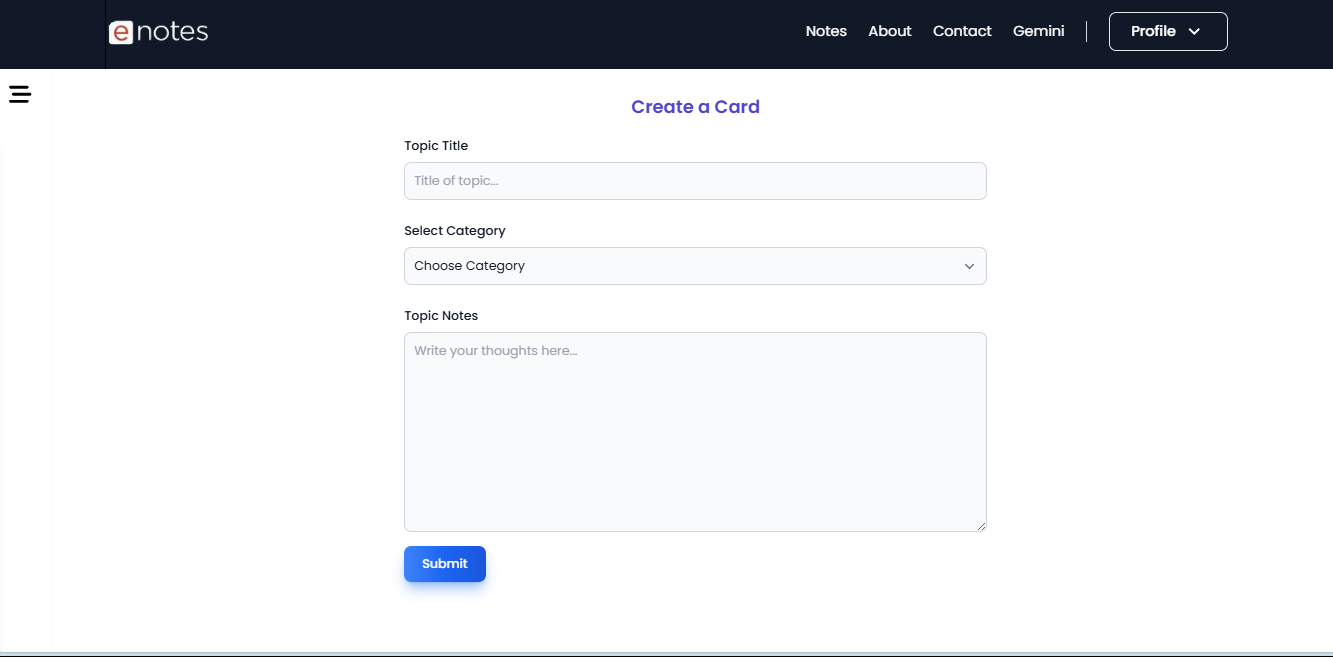 enotes
Notes About Contact Gemini Profile
Create a Card
Topic Title
Title of topic...
Select Category
Choose Category
Topic Notes
Write your thoughts here...
Submit